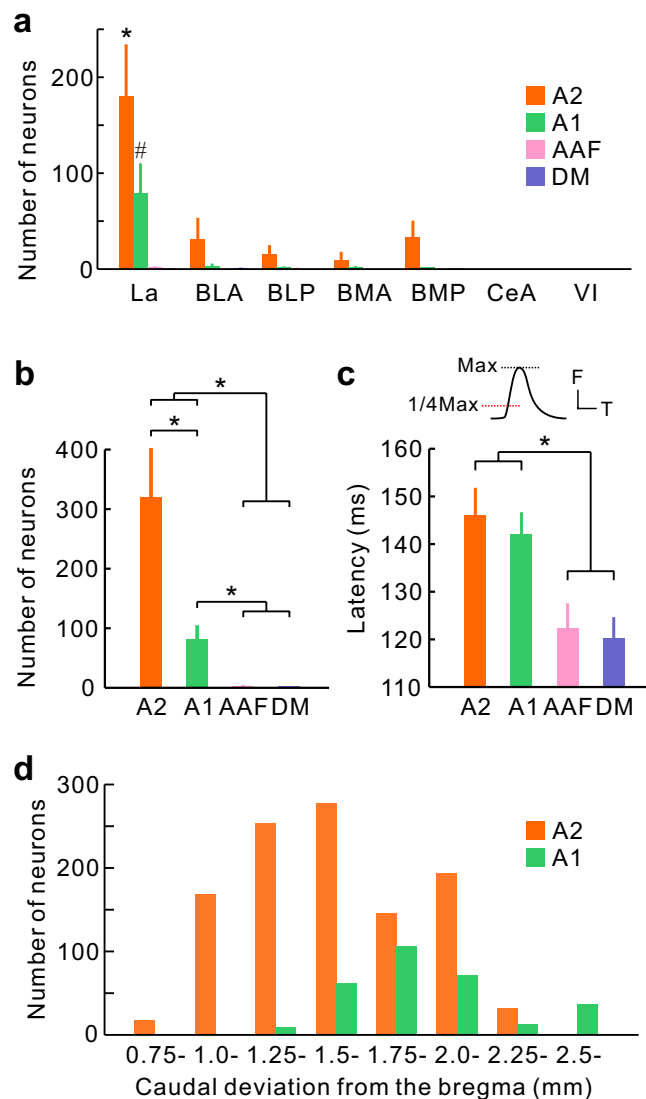 a
*
#
Number of neurons
200
100
0
A2
A1
AAF
DM
La BLA BLP BMA BMP CeA VI
b
*
*
*
Number of neurons
400
300
200
100
0
A2 A1 AAF DM
c
Max
1/4Max
F
T
*
Latency (ms)
160
150
140
130
120
110
A2 A1 AAF DM
d
Number of neurons
300
200
100
0
A2
A1
0.75- 1.0- 1.25- 1.5- 1.75- 2.0- 2.25- 2.5-
Caudal deviation from the bregma (mm)